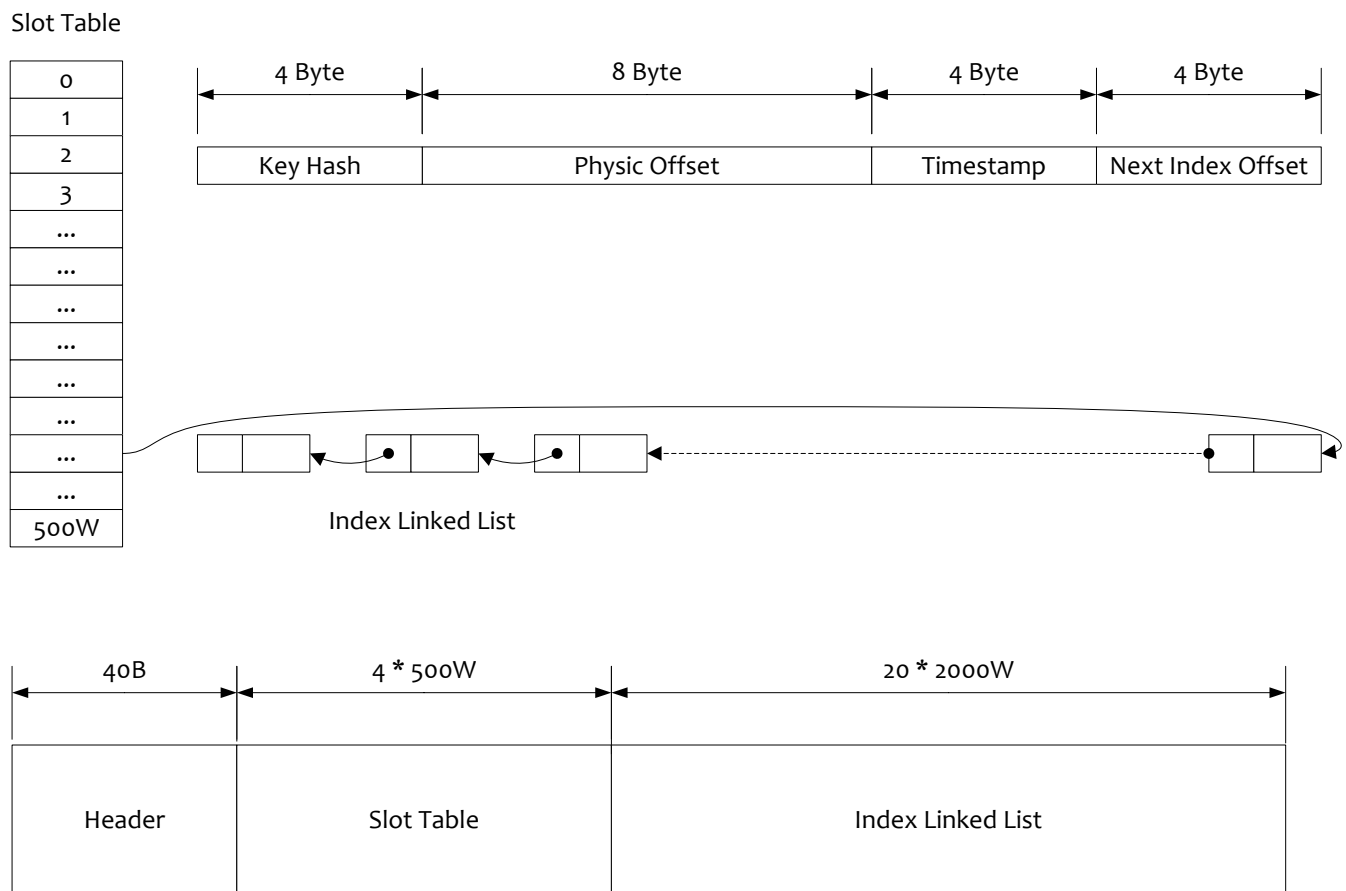 Slot Table
0
1
2
3
...
...
...
...
...
...
...
...
500W
4 Byte 8 Byte 4 Byte 4 Byte
Key Hash Physic Offset Timestamp Next Index Offset
Index Linked List
40B 4 * 500W 20 * 2000W
Header Slot Table Index Linked List